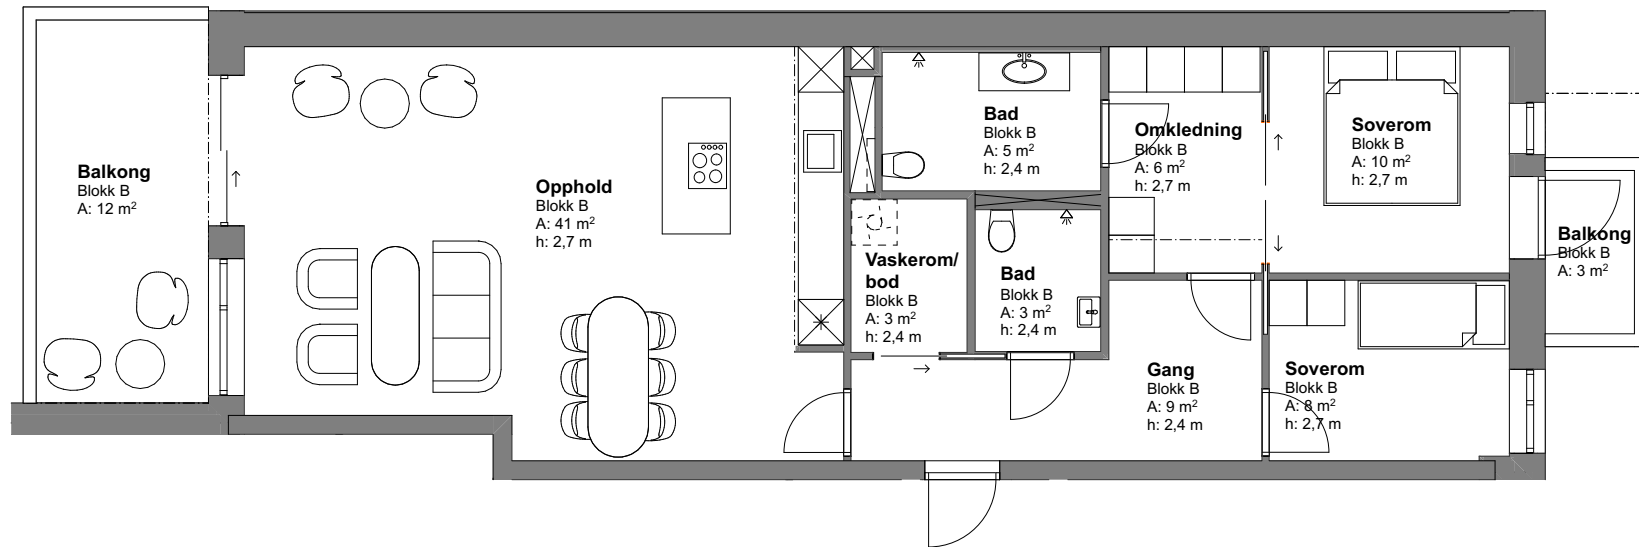 Balkong
Blokk B
A: 12 m²
Opphold
Blokk B
A: 41 m²
h: 2,7 m
Bad
Blokk B
A: 5 m²
h: 2,4 m
Omkledning
Blokk B
A: 6 m²
h: 2,7 m
Soverom
Blokk B
A: 10 m²
h: 2,7 m
Balkong
Blokk B
A: 3 m²
Vaskerom/
bod
Blokk B
A: 3 m²
h: 2,4 m
Bad
Blokk B
A: 3 m²
h: 2,4 m
Gang
Blokk B
A: 9 m²
h: 2,4 m
Soverom
Blokk B
A: 8 m²
h: 2,7 m